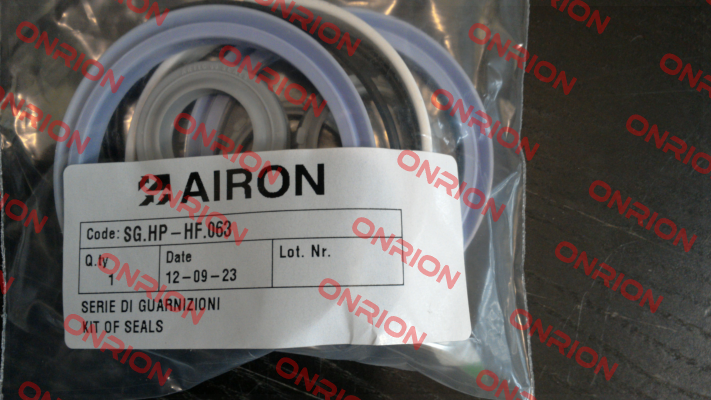 AIRON
Code: SG.HP-HF.063
Q.ty Date Lot. Nr.
1 12-09-23
SERIE DI GUARNIZIONI
KIT OF SEALS
ONRION